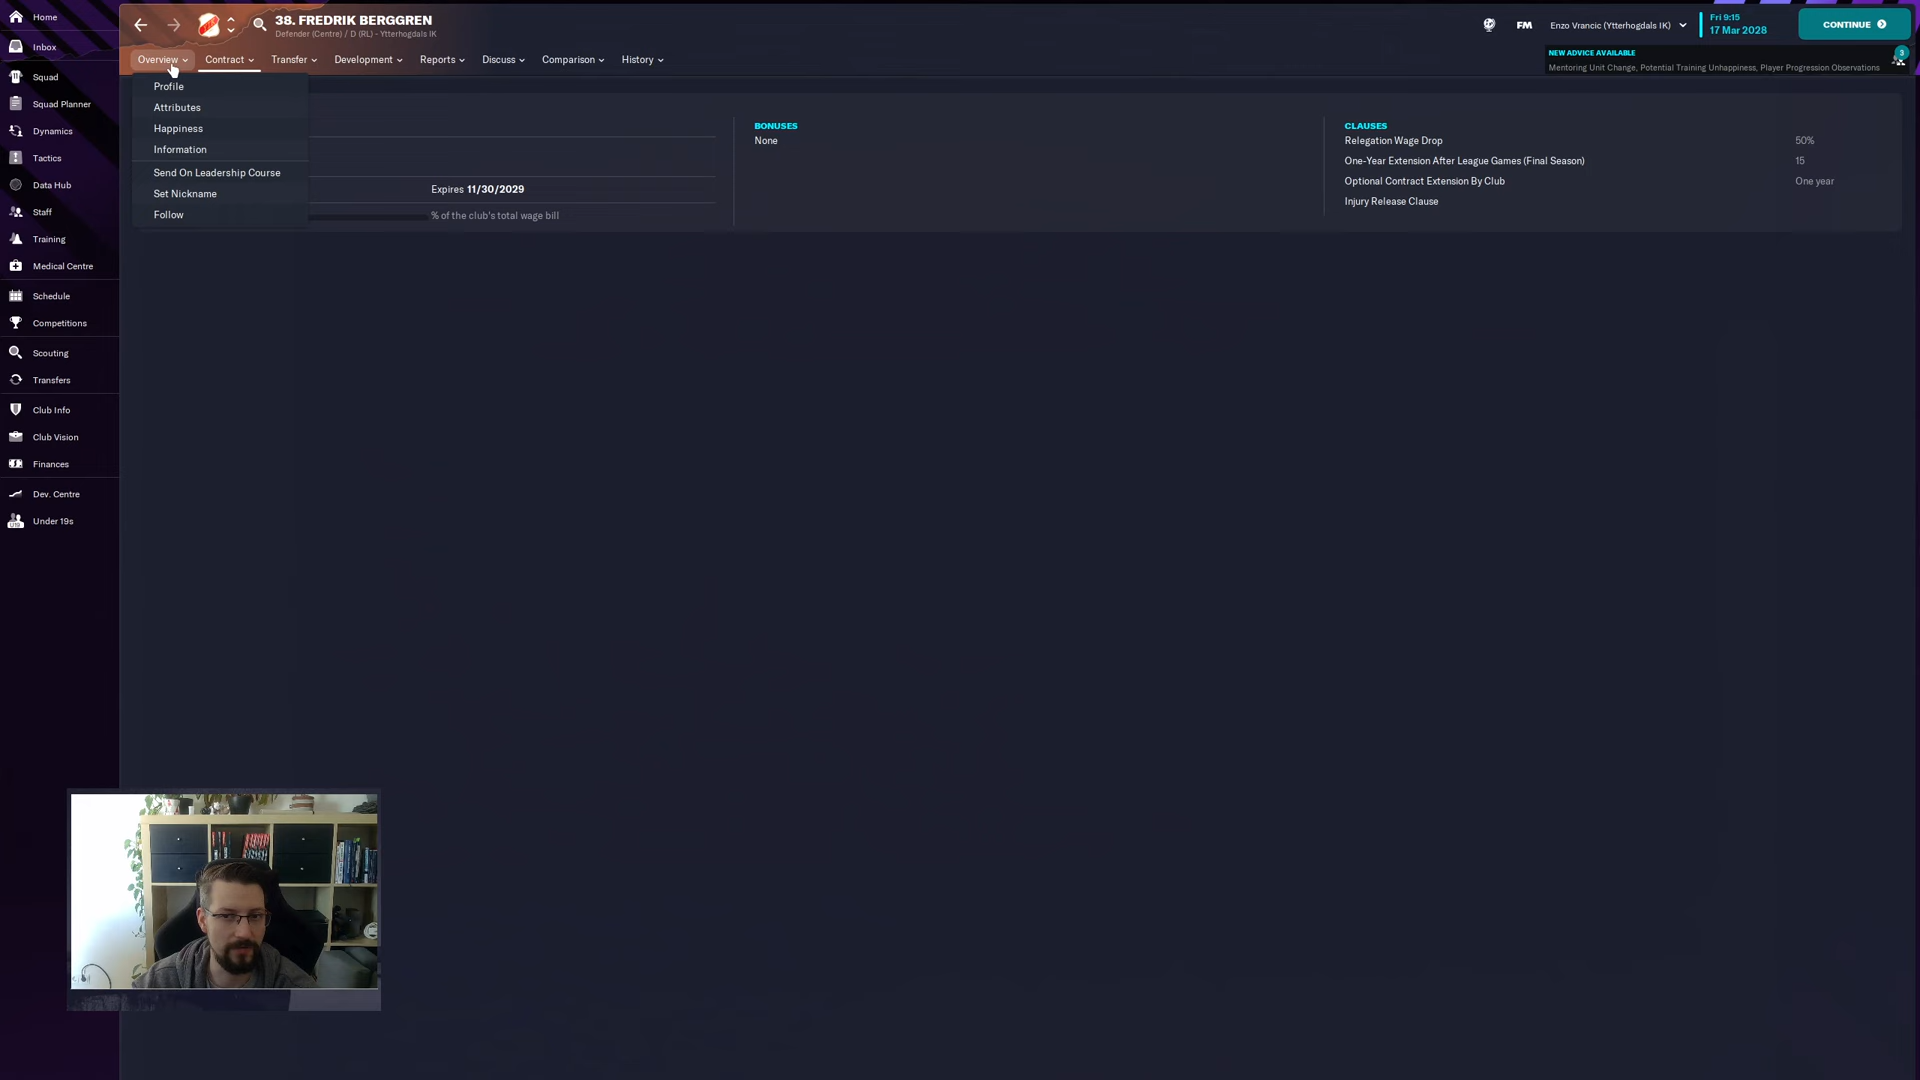 Home
Inbox
Squad
Squad Planner
Dynamics
Tactics
Data Hub
Staff
Training
Medical Centre
Schedule
Competitions
Scouting
Transfers
Club Info
Club Vision
Finances
Dev. Centre
Under 19s
38. FREDRIK BERGGREN
Defender (Centre) / D (RL) - Ytterhogdals IK
FM
Enzo Vrancic (Ytterhogdals IK)
Fri 9:15
17 Mar 2028
CONTINUE
Overview
Contract
Transfer
Development
Reports
Discuss
Comparison
History
NEW ADVICE AVAILABLE
Mentoring Unit Change, Potential Training Unhappiness, Player Progression Observations
3
Profile
Attributes
Happiness
Information
Send On Leadership Course
Set Nickname
Follow
Expires 11/30/2029
% of the club's total wage bill
BONUSES
None
CLAUSES
Relegation Wage Drop 50%
One-Year Extension After League Games (Final Season) 15
Optional Contract Extension By Club One year
Injury Release Clause